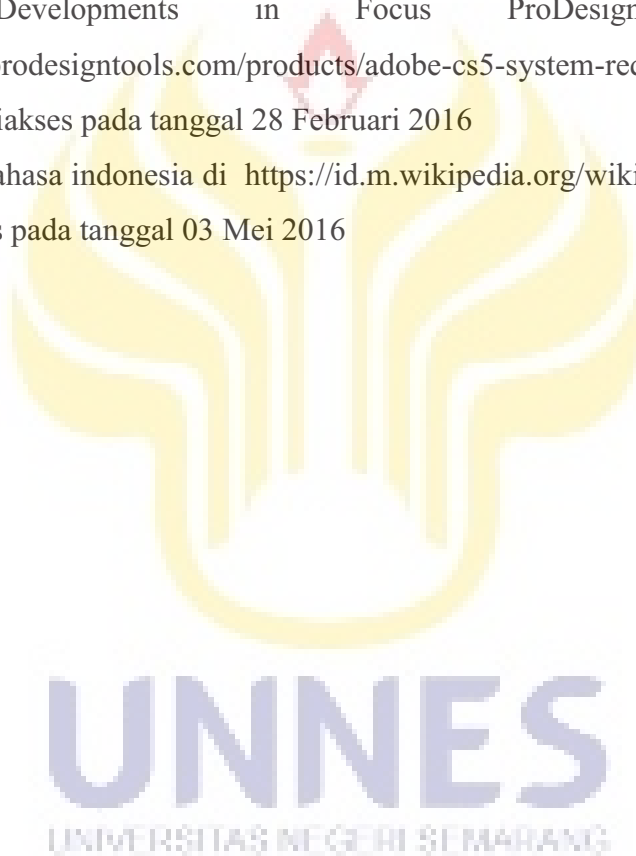 Developments in Focus ProDesign
prodesigntools.com/products/adobe-cs5-system-req
iakses pada tanggal 28 Februari 2016
ahasa indonesia di https://id.m.wikipedia.org/wiki
s pada tanggal 03 Mei 2016
UNNES
UNIVERSITAS NEGERI SEMARANG